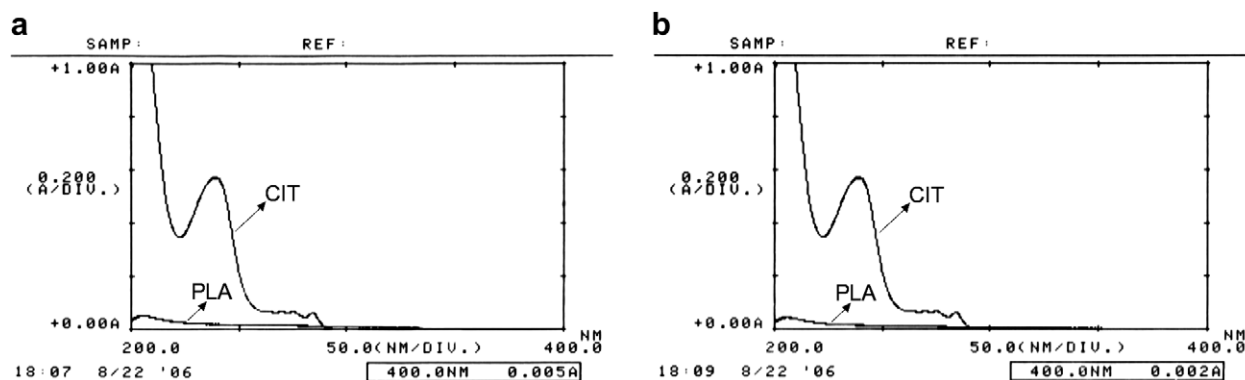 a
SAMP: REF:
+1.00A
0.200
(A/DIV.)
CIT
PLA
+0.00A
NM
200.0 50.0(NM/DIV.) 400.0
18:07 8/22 '06 400.0NM 0.005A
b
SAMP: REF:
+1.00A
0.200
(A/DIV.)
CIT
PLA
+0.00A
NM
200.0 50.0(NM/DIV.) 400.0
18:09 8/22 '06 400.0NM 0.002A